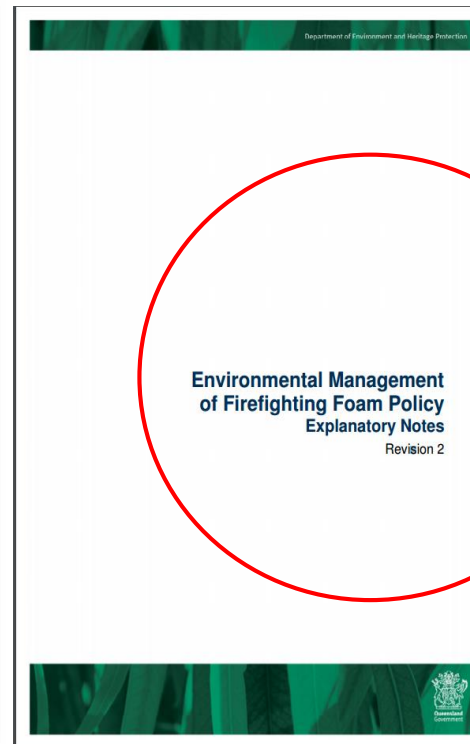 Department of Environment and Heritage Protection
Environmental Management
of Firefighting Foam Policy
Explanatory Notes
Revision 2
Queensland
Government